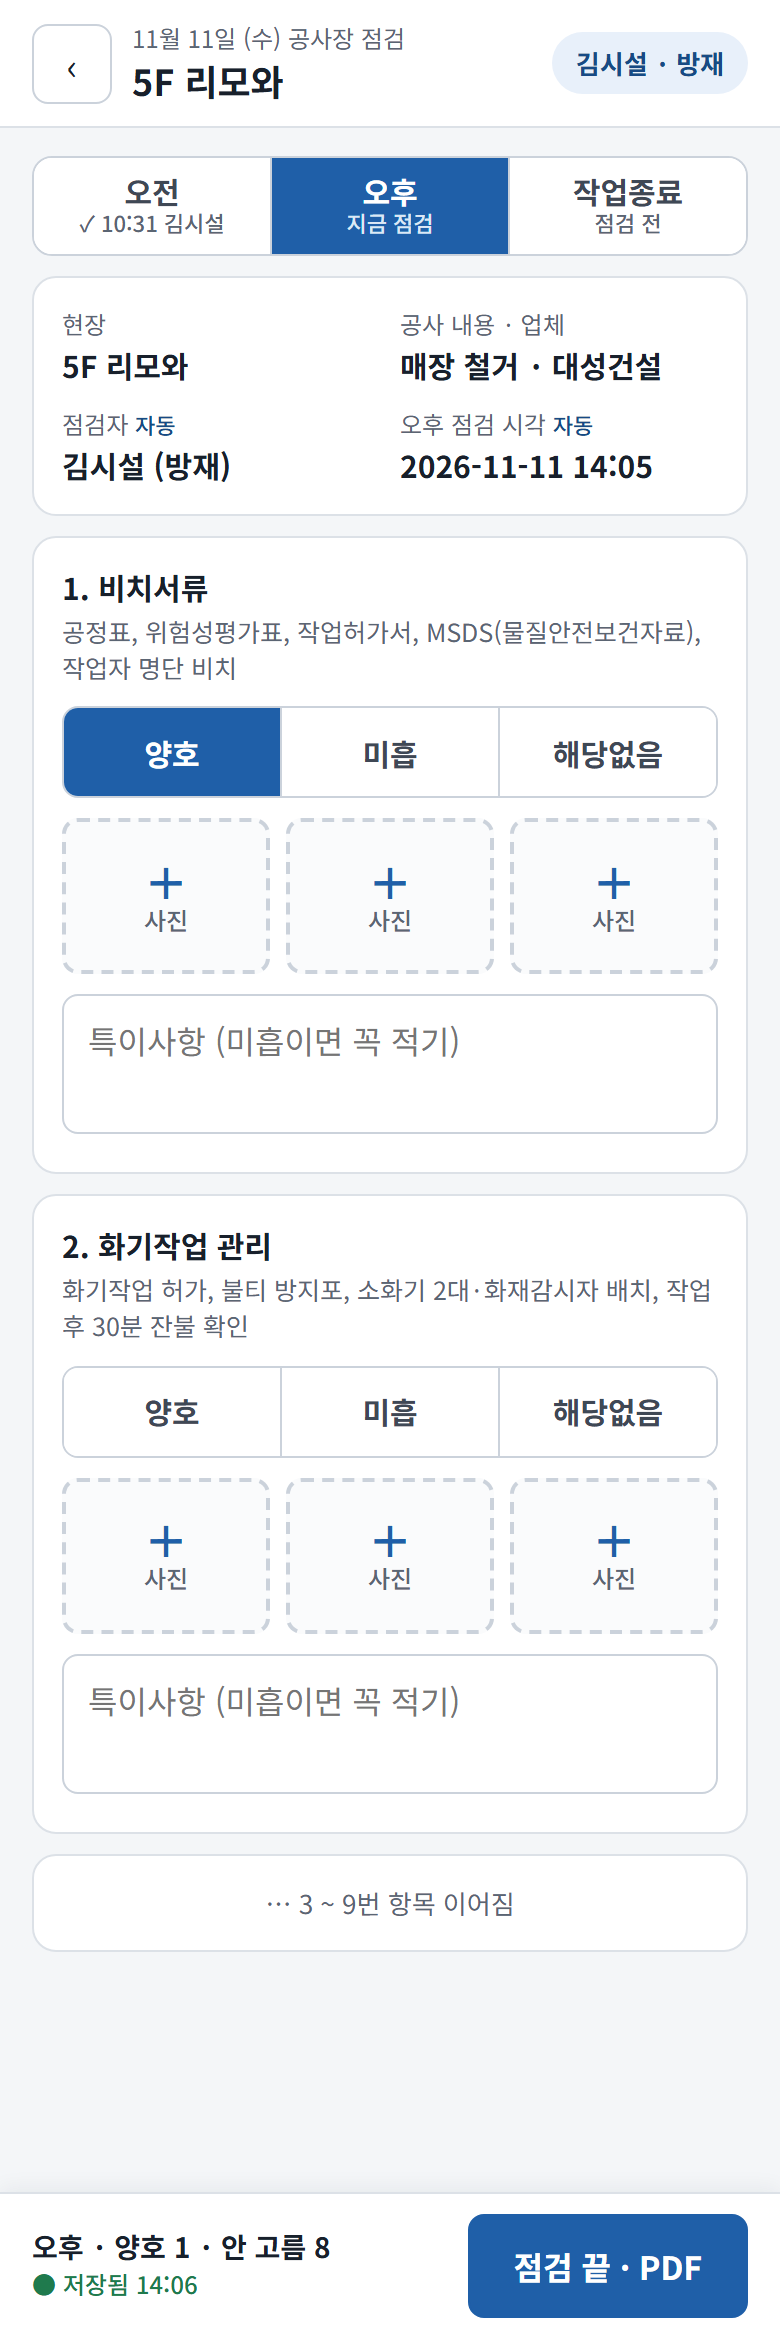 ‹
11월 11일 (수) 공사장 점검
5F 리모와
김시설 · 방재
오전
✓ 10:31 김시설
오후
지금 점검
작업종료
점검 전
현장
5F 리모와
공사 내용 · 업체
매장 철거 · 대성건설
점검자 자동
김시설 (방재)
오후 점검 시각 자동
2026-11-11 14:05
1. 비치서류
공정표, 위험성평가표, 작업허가서, MSDS(물질안전보건자료),
작업자 명단 비치
양호
미흡
해당없음
+
사진
+
사진
+
사진
특이사항 (미흡이면 꼭 적기)
2. 화기작업 관리
화기작업 허가, 불티 방지포, 소화기 2대·화재감시자 배치, 작업
후 30분 잔불 확인
양호
미흡
해당없음
+
사진
+
사진
+
사진
특이사항 (미흡이면 꼭 적기)
… 3 ~ 9번 항목 이어짐
오후 · 양호 1 · 안 고름 8
● 저장됨 14:06
점검 끝 · PDF